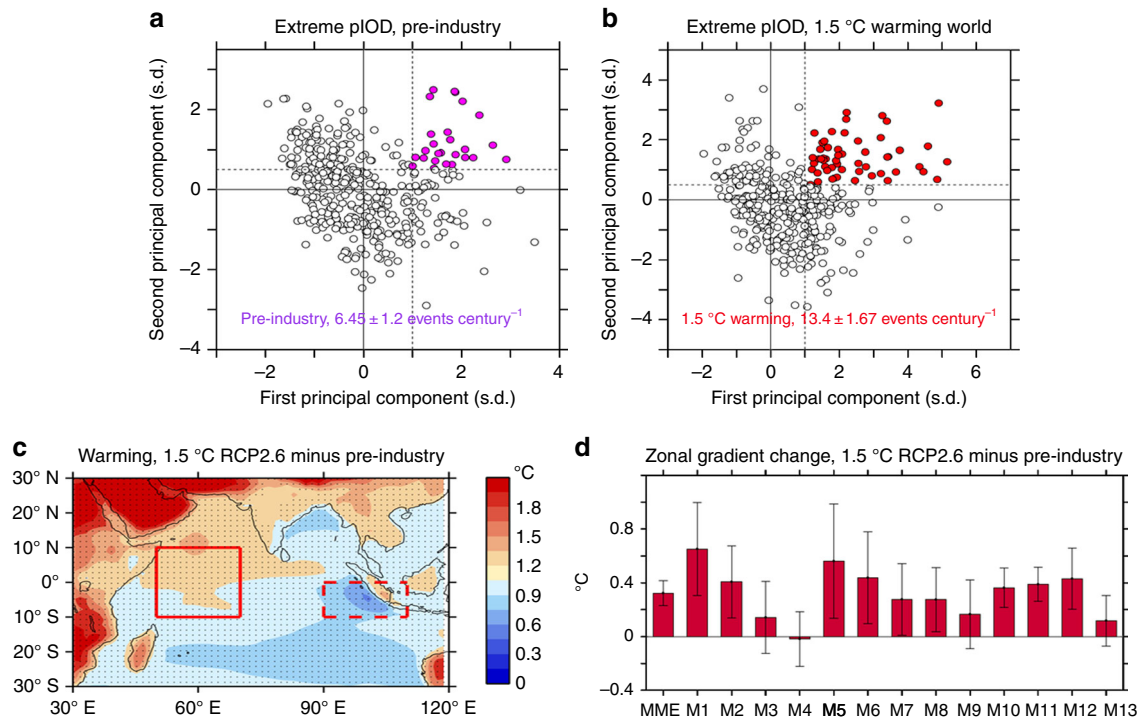 a
Extreme pIOD, pre-industry
Second principal component (s.d.)
2
0
−2
−4
Pre-industry, 6.45 ± 1.2 events century⁻¹
−2
0
2
4
First principal component (s.d.)
b
Extreme pIOD, 1.5 °C warming world
Second principal component (s.d.)
4
2
0
−2
−4
1.5 °C warming, 13.4 ± 1.67 events century⁻¹
−2
0
2
4
6
First principal component (s.d.)
c
Warming, 1.5 °C RCP2.6 minus pre-industry
30° N
20° N
10° N
0°
10° S
20° S
30° S
30° E
60° E
90° E
120° E
°C
1.8
1.5
1.2
0.9
0.6
0.3
0
d
Zonal gradient change, 1.5 °C RCP2.6 minus pre-industry
°C
0.8
0.4
0
−0.4
MME M1 M2 M3 M4 M5 M6 M7 M8 M9 M10 M11 M12 M13